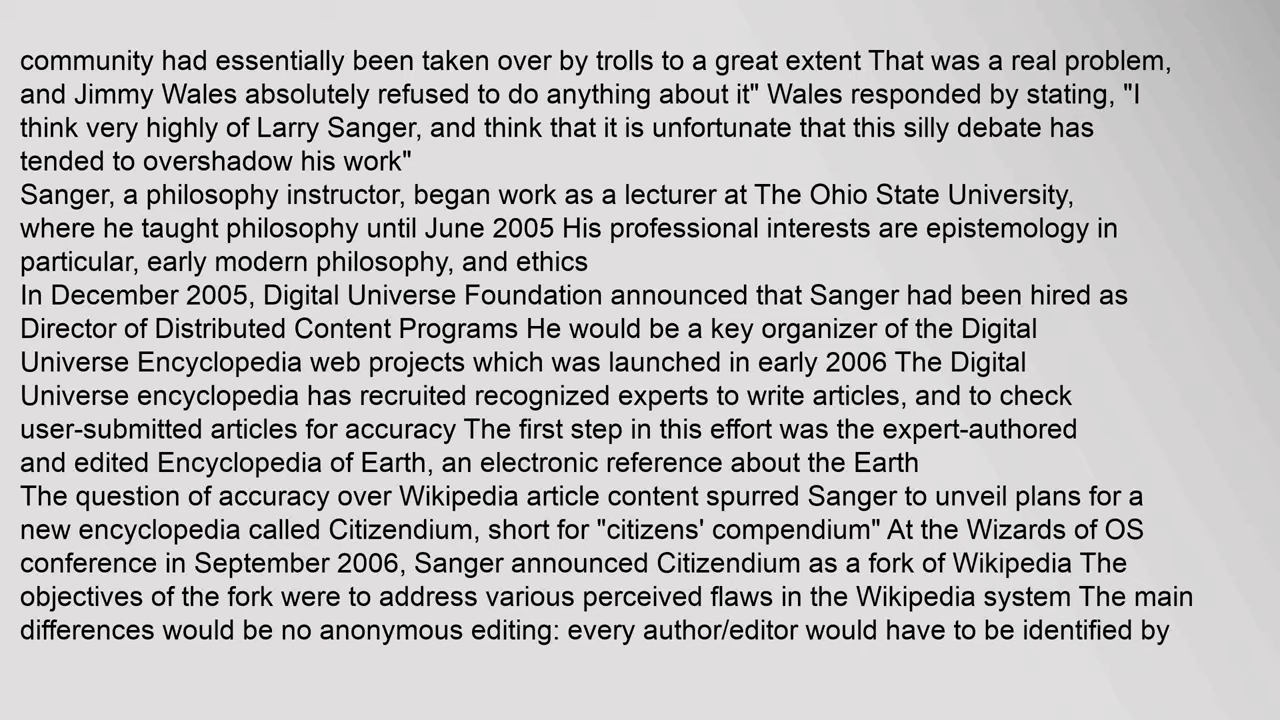 community had essentially been taken over by trolls to a great extent That was a real problem,
and Jimmy Wales absolutely refused to do anything about it" Wales responded by stating, "I
think very highly of Larry Sanger, and think that it is unfortunate that this silly debate has
tended to overshadow his work"
Sanger, a philosophy instructor, began work as a lecturer at The Ohio State University,
where he taught philosophy until June 2005 His professional interests are epistemology in
particular, early modern philosophy, and ethics
In December 2005, Digital Universe Foundation announced that Sanger had been hired as
Director of Distributed Content Programs He would be a key organizer of the Digital
Universe Encyclopedia web projects which was launched in early 2006 The Digital
Universe encyclopedia has recruited recognized experts to write articles, and to check
user-submitted articles for accuracy The first step in this effort was the expert-authored
and edited Encyclopedia of Earth, an electronic reference about the Earth
The question of accuracy over Wikipedia article content spurred Sanger to unveil plans for a
new encyclopedia called Citizendium, short for "citizens' compendium" At the Wizards of OS
conference in September 2006, Sanger announced Citizendium as a fork of Wikipedia The
objectives of the fork were to address various perceived flaws in the Wikipedia system The main
differences would be no anonymous editing: every author/editor would have to be identified by